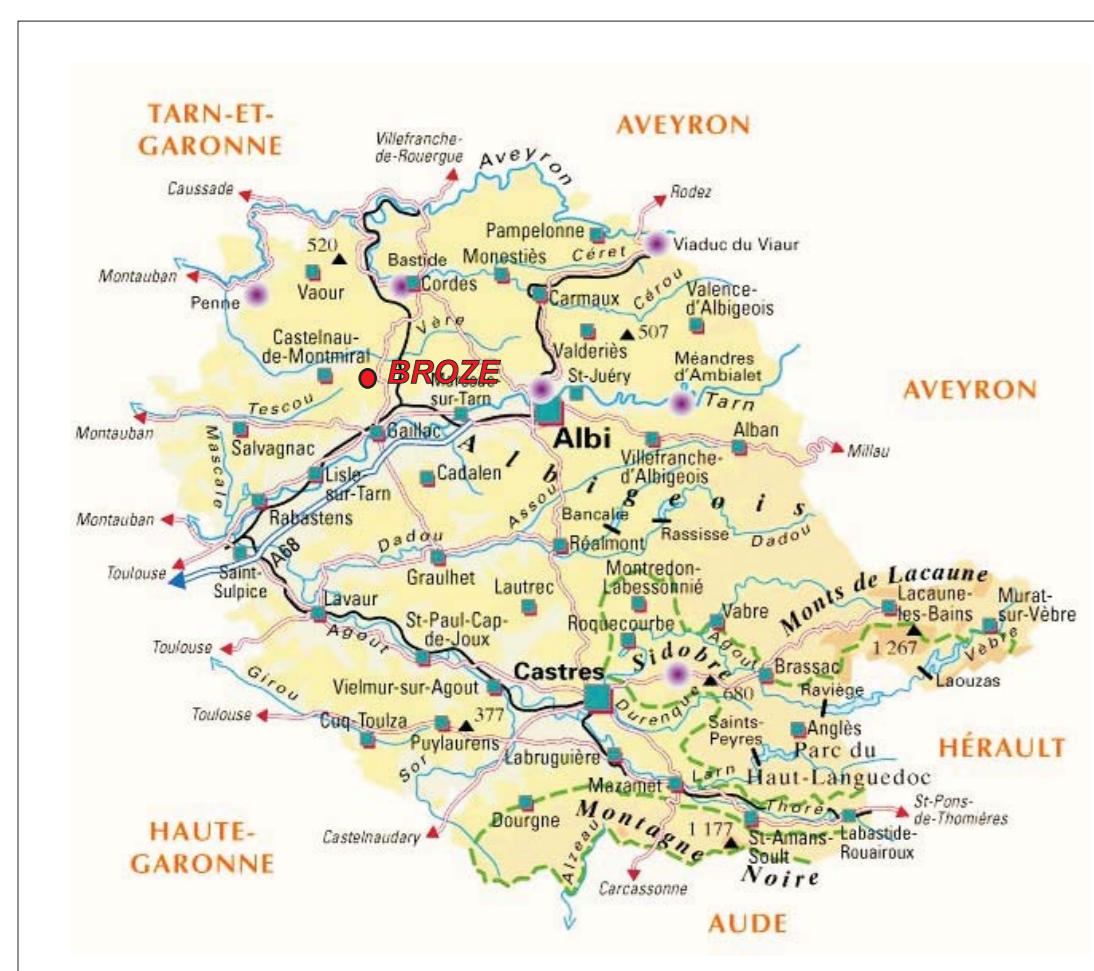 TARN-ET-
GARONNE
AVEYRON
Villefranche-
de-Rouergue
Aveyron
Caussade
Rodez
Pampelonne
Viaduc du Viaur
520
Bastide
Monestiès
Céret
Montauban
Vaour
Cordes
Penne
Carmaux
Cérou
Valence-
d'Albigeois
Vère
Castelnau-
de-Montmiral
Valderiès
507
Méandres
d'Ambialet
BROZE
St-Juéry
sur-Tarn
Tarn
AVEYRON
Tescou
Montauban
Mascale
Salvagnac
Gaillac
Albi
Alban
Millau
Albigeois
Villefranche-
d'Albigeois
Lisle-
sur-Tarn
Cadalen
Assou
Bancalie
Rassisse
Dadou
Rabastens
Montauban
Toulouse
A68
Dadou
Réalmont
Saint-
Sulpice
Graulhet
Lautrec
Montredon-
Labessonnié
Monts de Lacaune
Lacaune-
les-Bains
Murat-
sur-Vèbre
Lavaur
St-Paul-Cap-
de-Joux
Roquecourbe
Vabre
Agout
1 267
Vèbre
Toulouse
Agout
Sidobre
Brassac
Laouzas
Girou
Vielmur-sur-Agout
Castres
680
Raviège
Durenque
Toulouse
Cuq-Toulza
377
Puylaurens
Saints-
Peyres
Anglès
HÉRAULT
Sor
Labruguière
Parc du
Haut-Languedoc
Larn
Mazamet
Thoré
St-Pons-
de-Thomières
HAUTE-
GARONNE
Castelnaudary
Dourgne
Montagne
Noire
1 177
St-Amans-
Soult
Labastide-
Rouairoux
Alzeau
Carcassonne
AUDE